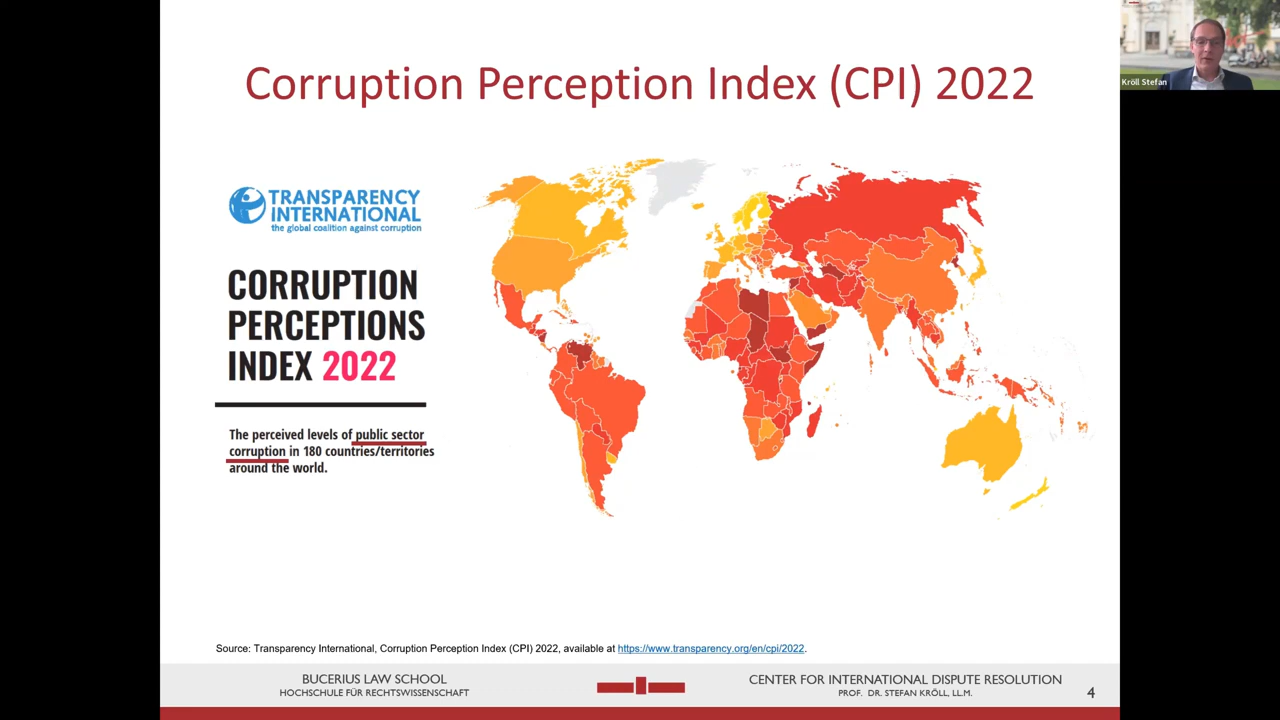 Corruption Perception Index (CPI) 2022
Kröll Stefan
TRANSPARENCY
INTERNATIONAL
the global coalition against corruption
CORRUPTION
PERCEPTIONS
INDEX 2022
The perceived levels of public sector
corruption in 180 countries/territories
around the world.
Source: Transparency International, Corruption Perception Index (CPI) 2022, available at https://www.transparency.org/en/cpi/2022.
BUCERIUS LAW SCHOOL
HOCHSCHULE FÜR RECHTSWISSENSCHAFT
CENTER FOR INTERNATIONAL DISPUTE RESOLUTION
PROF. DR. STEFAN KRÖLL, LL.M.
4